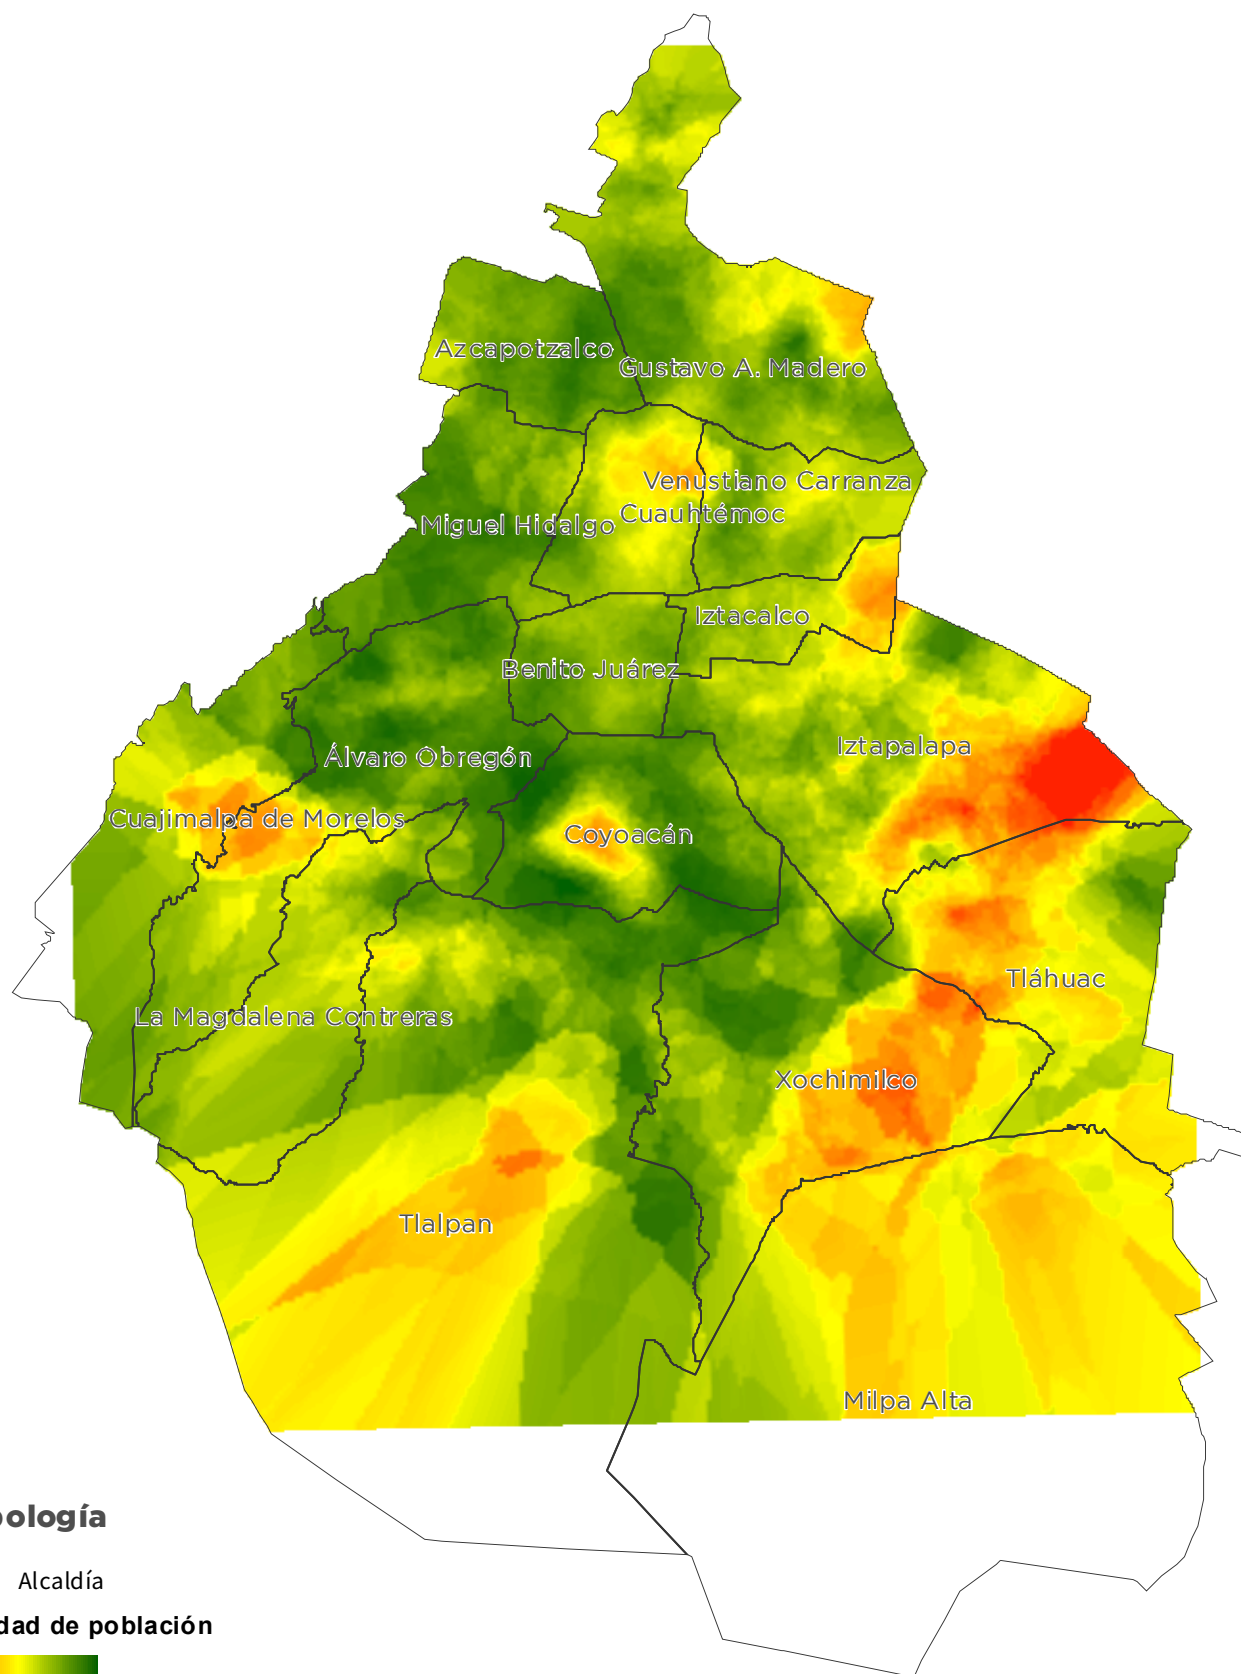 Azcapotzalco
Gustavo A. Madero
Venustiano Carranza
Cuauhtémoc
Miguel Hidalgo
Iztacalco
Benito Juárez
Iztapalapa
Álvaro Obregón
Cuajimalpa de Morelos
Coyoacán
Tláhuac
La Magdalena Contreras
Xochimilco
Tlalpan
Milpa Alta
ología
Alcaldía
dad de población